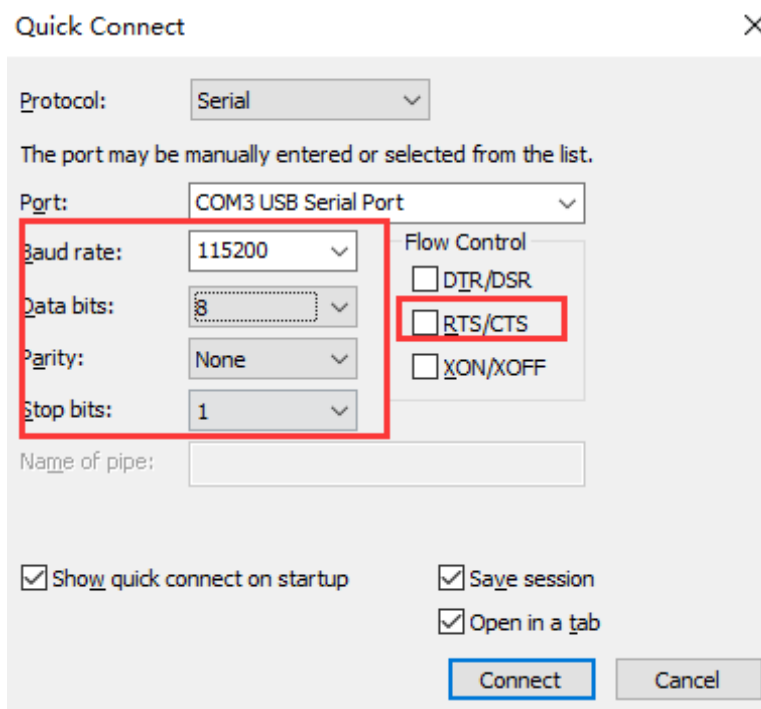 Quick Connect
Protocol: Serial
The port may be manually entered or selected from the list.
Port: COM3 USB Serial Port
Baud rate: 115200
Data bits: 8
Parity: None
Stop bits: 1
Flow Control
DTR/DSR
RTS/CTS
XON/XOFF
Name of pipe:
Show quick connect on startup
Save session
Open in a tab
Connect
Cancel